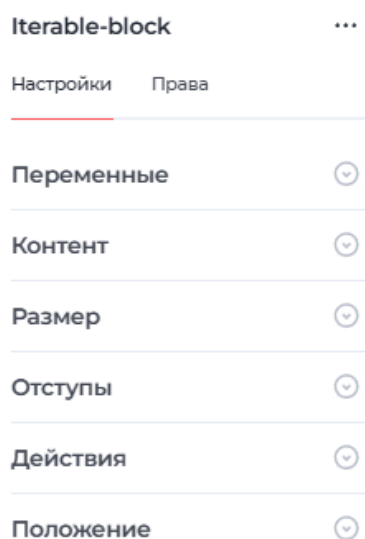 Iterable-block
Настройки Права
Переменные
Контент
Размер
Отступы
Действия
Положение